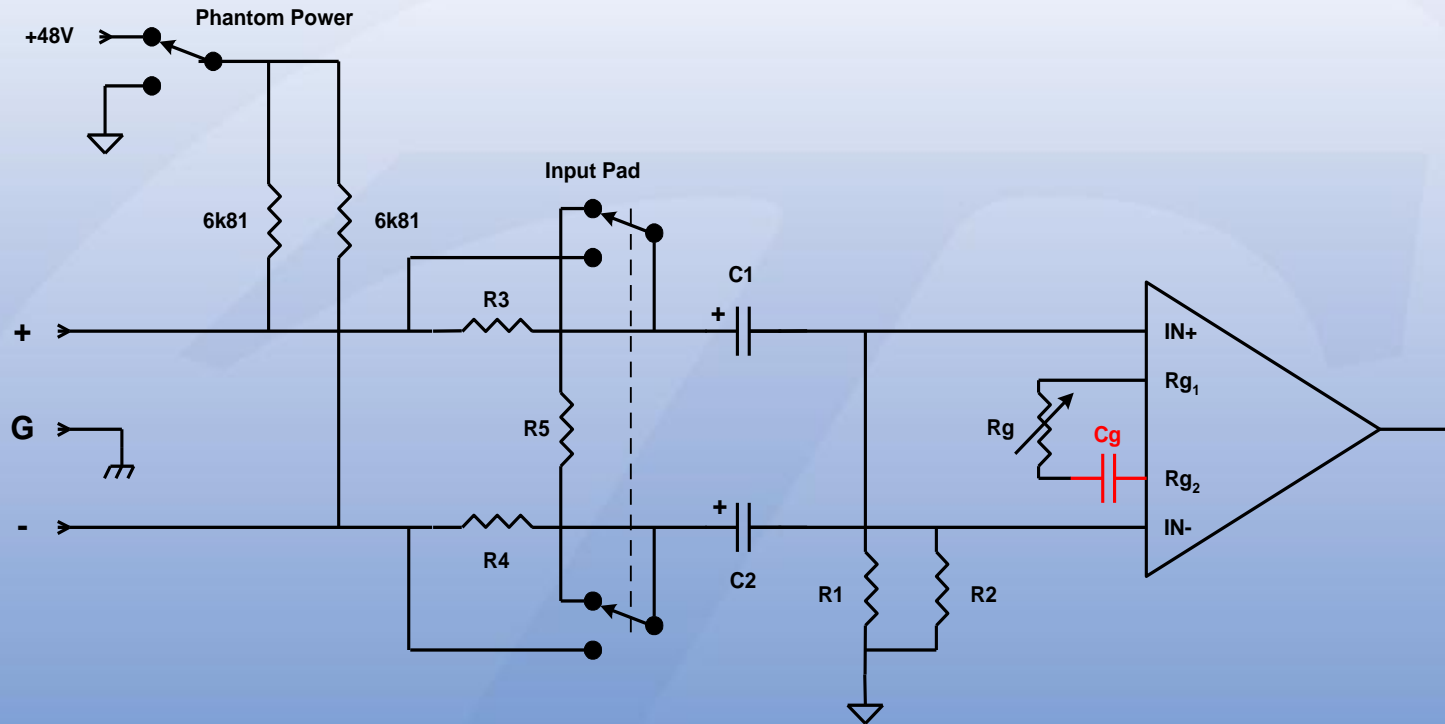 Phantom Power
+48V
6k81
6k81
Input Pad
R3
C1
+
+
IN+
Rg1
G
R5
Rg
Cg
Rg2
+
-
IN-
R4
C2
R1
R2